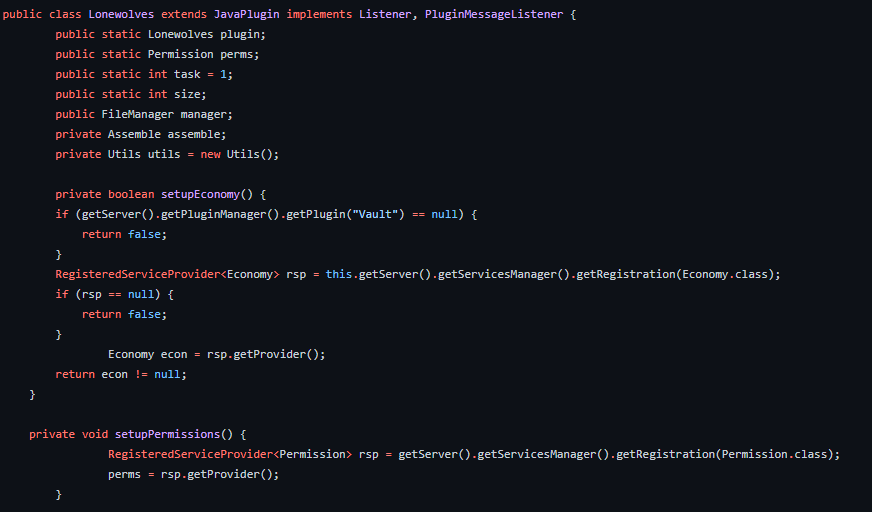 public class Lonewolves extends JavaPlugin implements Listener, PluginMessageListener {
        public static Lonewolves plugin;
        public static Permission perms;
        public static int task = 1;
        public static int size;
        public FileManager manager;
        private Assemble assemble;
        private Utils utils = new Utils();

        private boolean setupEconomy() {
        if (getServer().getPluginManager().getPlugin("Vault") == null) {
            return false;
        }
        RegisteredServiceProvider<Economy> rsp = this.getServer().getServicesManager().getRegistration(Economy.class);
        if (rsp == null) {
            return false;
        }
                Economy econ = rsp.getProvider();
        return econ != null;
    }

    private void setupPermissions() {
                RegisteredServiceProvider<Permission> rsp = getServer().getServicesManager().getRegistration(Permission.class);
                perms = rsp.getProvider();
        }